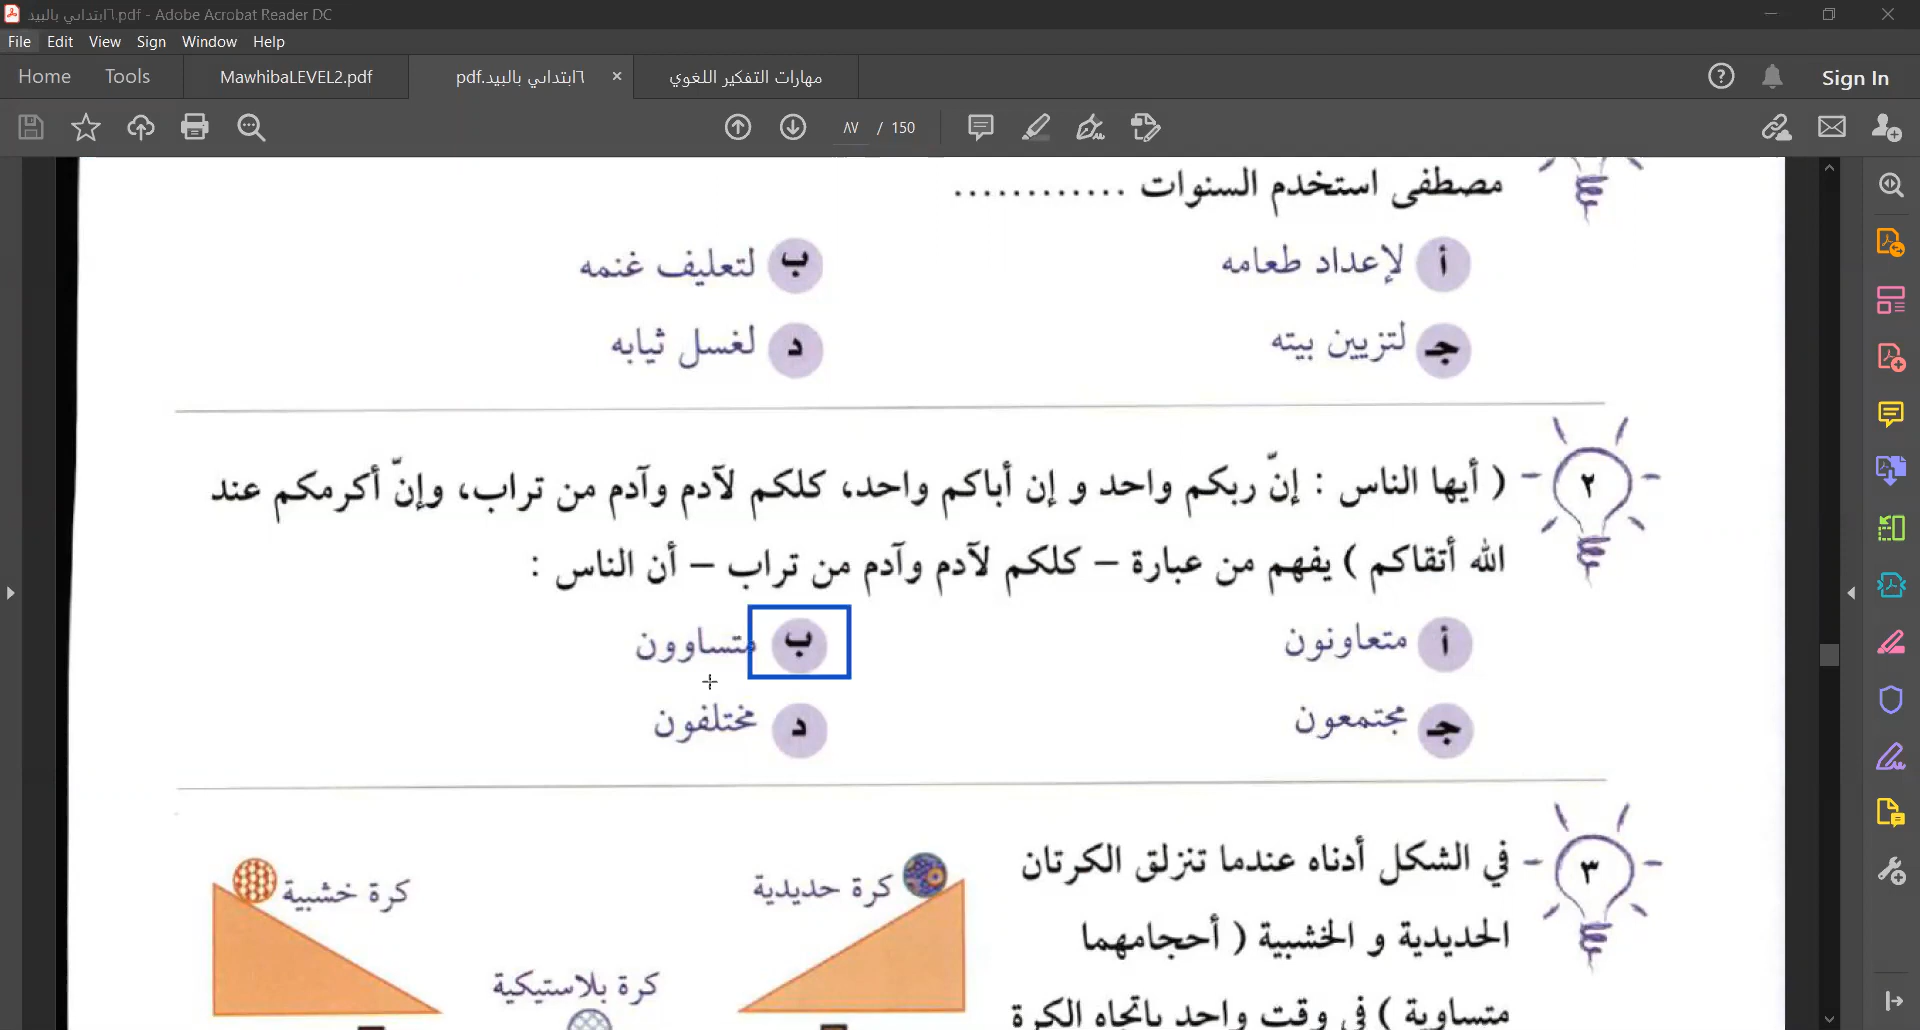 ٦ابتدائي بالبيد.pdf - Adobe Acrobat Reader DC
File Edit View Sign Window Help
Home Tools MawhibaLEVEL2.pdf ٦ابتدائي بالبيد.pdf × مهارات التفكير اللغوي Sign In
٨٧ / 150
مصطفى استخدم السنوات ............
أ لإعداد طعامه
ب لتعليف غنمه
جـ لتزيين بيته
د لغسل ثيابه
٢ ( أيها الناس : إنّ ربكم واحد و إن أباكم واحد، كلكم لآدم وآدم من تراب، وإنّ أكرمكم عند
الله أتقاكم ) يفهم من عبارة – كلكم لآدم وآدم من تراب – أن الناس :
أ متعاونون
ب متساوون
جـ مجتمعون
د مختلفون
٣ في الشكل أدناه عندما تنزلق الكرتان
الحديدية و الخشبية ( أحجامهما
متساوية ) في وقت واحد باتجاه الكرة
كرة حديدية
كرة خشبية
كرة بلاستيكية